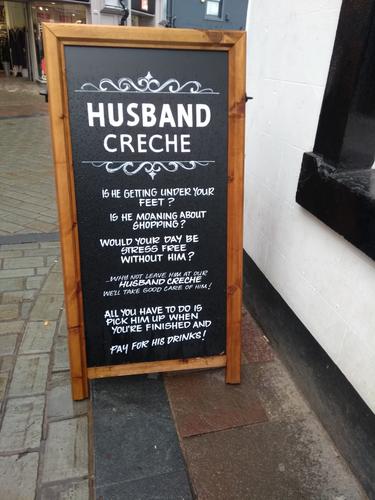 HUSBAND
CRECHE
IS HE GETTING UNDER YOUR
FEET?
IS HE MOANING ABOUT
SHOPPING?
WOULD YOUR DAY BE
STRESS FREE
WITHOUT HIM?
...WHY NOT LEAVE HIM AT OUR
HUSBAND CRECHE
WE'LL TAKE GOOD CARE OF HIM!
ALL YOU HAVE TO DO IS
PICK HIM UP WHEN
YOU'RE FINISHED AND
PAY FOR HIS DRINKS!